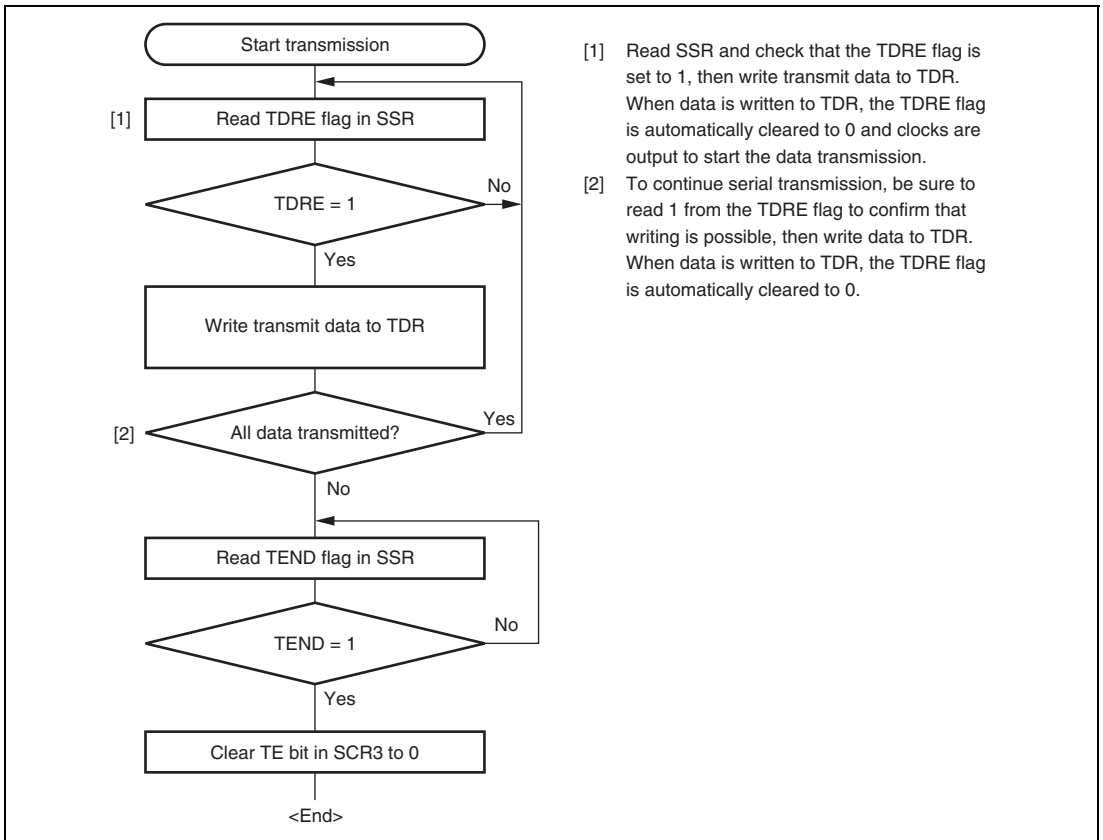 Start transmission
[1] Read TDRE flag in SSR
TDRE = 1
No
Yes
Write transmit data to TDR
[2] All data transmitted?
Yes
No
Read TEND flag in SSR
TEND = 1
No
Yes
Clear TE bit in SCR3 to 0
<End>
[1] Read SSR and check that the TDRE flag is
set to 1, then write transmit data to TDR.
When data is written to TDR, the TDRE flag
is automatically cleared to 0 and clocks are
output to start the data transmission.
[2] To continue serial transmission, be sure to
read 1 from the TDRE flag to confirm that
writing is possible, then write data to TDR.
When data is written to TDR, the TDRE flag
is automatically cleared to 0.